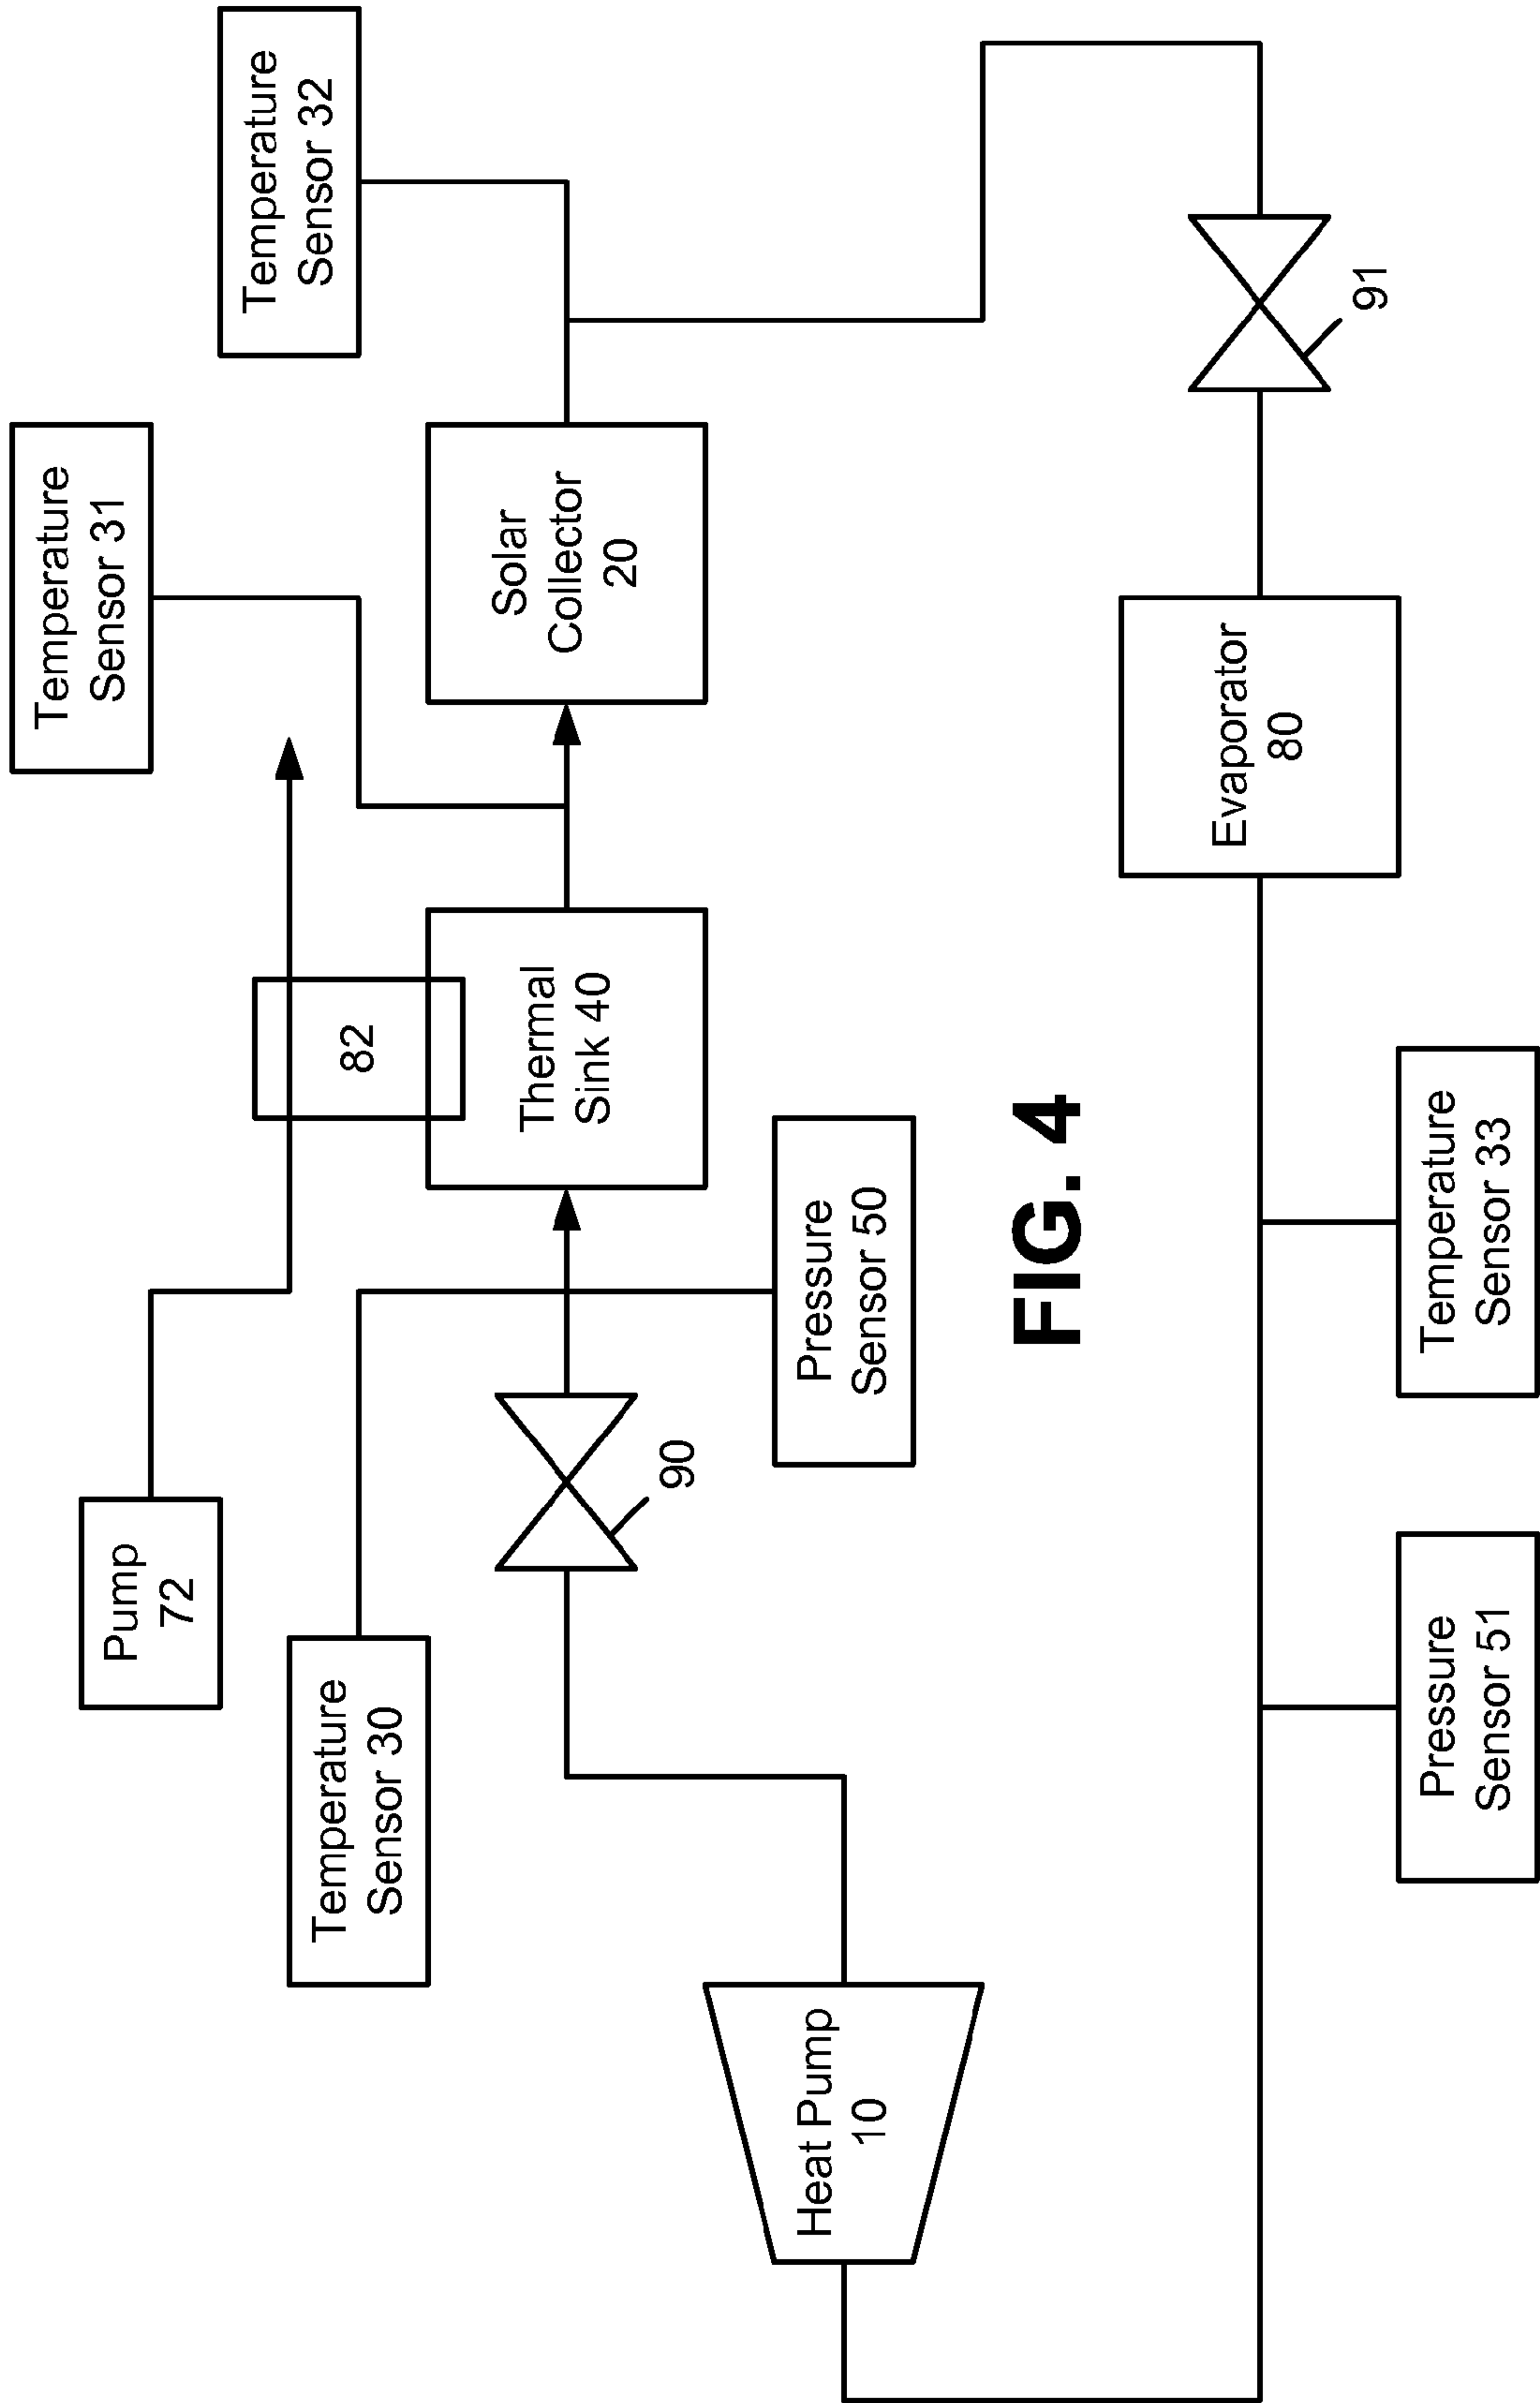 Temperature
Sensor 31
Temperature
Sensor 32
Pump
72
Temperature
Sensor 30
82
Thermal
Sink 40
Solar
Collector
20
90
Pressure
Sensor 50
Heat Pump
10
FIG. 4
Evaporator
80
91
Pressure
Sensor 51
Temperature
Sensor 33